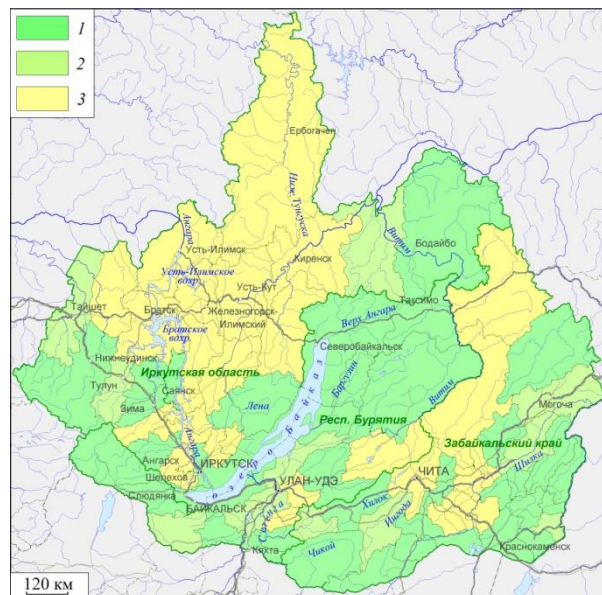 1
2
3
Ербогачен
Ниж. Тунгуска
Ангара
Витим
Бодайбо
Усть-Илимск
Усть-Илимское
вдхр.
Киренск
Усть-Кут
Таксимо
Тайшет
Братск
Железногорск-
Илимский
Верх. Ангара
Братское
вдхр.
Северобайкальск
Нижнеудинск
Иркутская область
Баргузин
Тулун
Саянск
Витим
Могоча
Зима
Лена
Респ. Бурятия
Забайкальский край
Ангара
озеро Байкал
Ангарск
ИРКУТСК
Шилка
Шелехов
УЛАН-УДЭ
ЧИТА
Слюдянка
БАЙКАЛЬСК
Селенга
Хилок
Ингода
Кяхта
Чикой
Краснокаменск
120 км